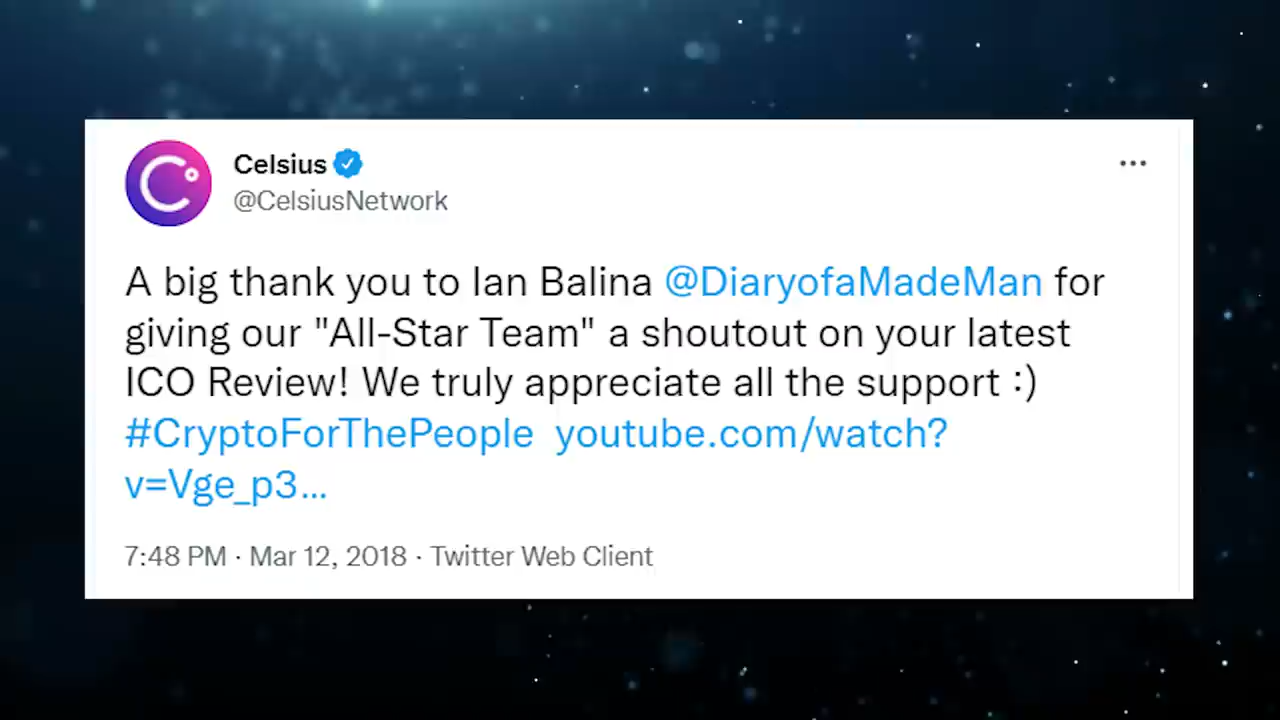 Celsius
@CelsiusNetwork
A big thank you to Ian Balina @DiaryofaMadeMan for
giving our "All-Star Team" a shoutout on your latest
ICO Review! We truly appreciate all the support :)
#CryptoForThePeople youtube.com/watch?
v=Vge_p3...
7:48 PM · Mar 12, 2018 · Twitter Web Client